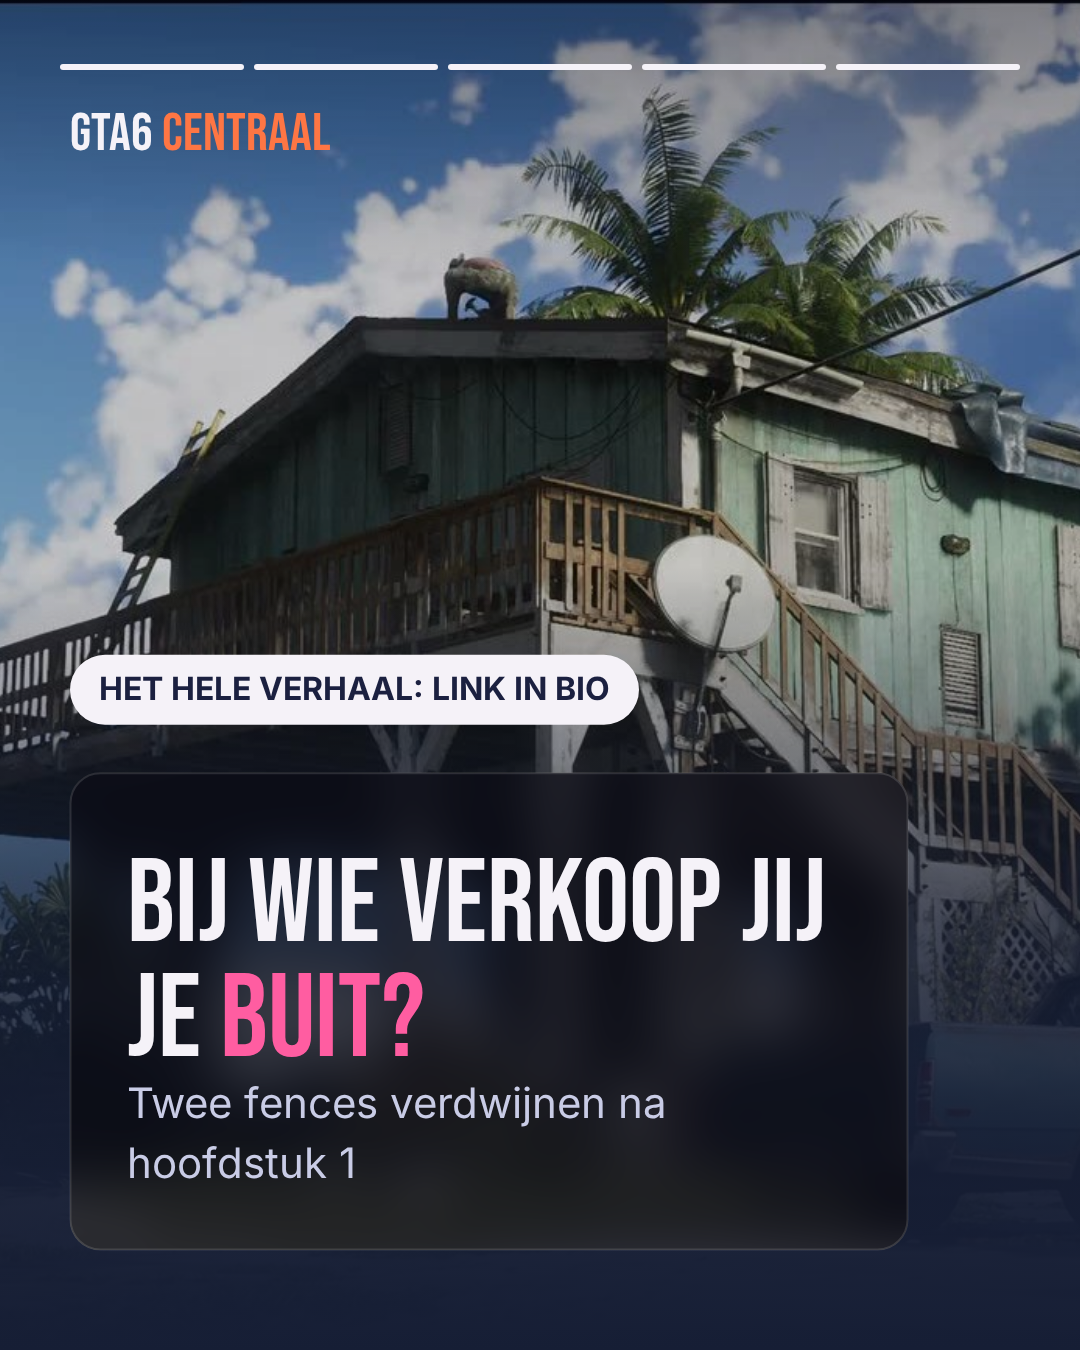 GTA6 CENTRAAL
HET HELE VERHAAL: LINK IN BIO
BIJ WIE VERKOOP JIJ
JE BUIT?
Twee fences verdwijnen na
hoofdstuk 1